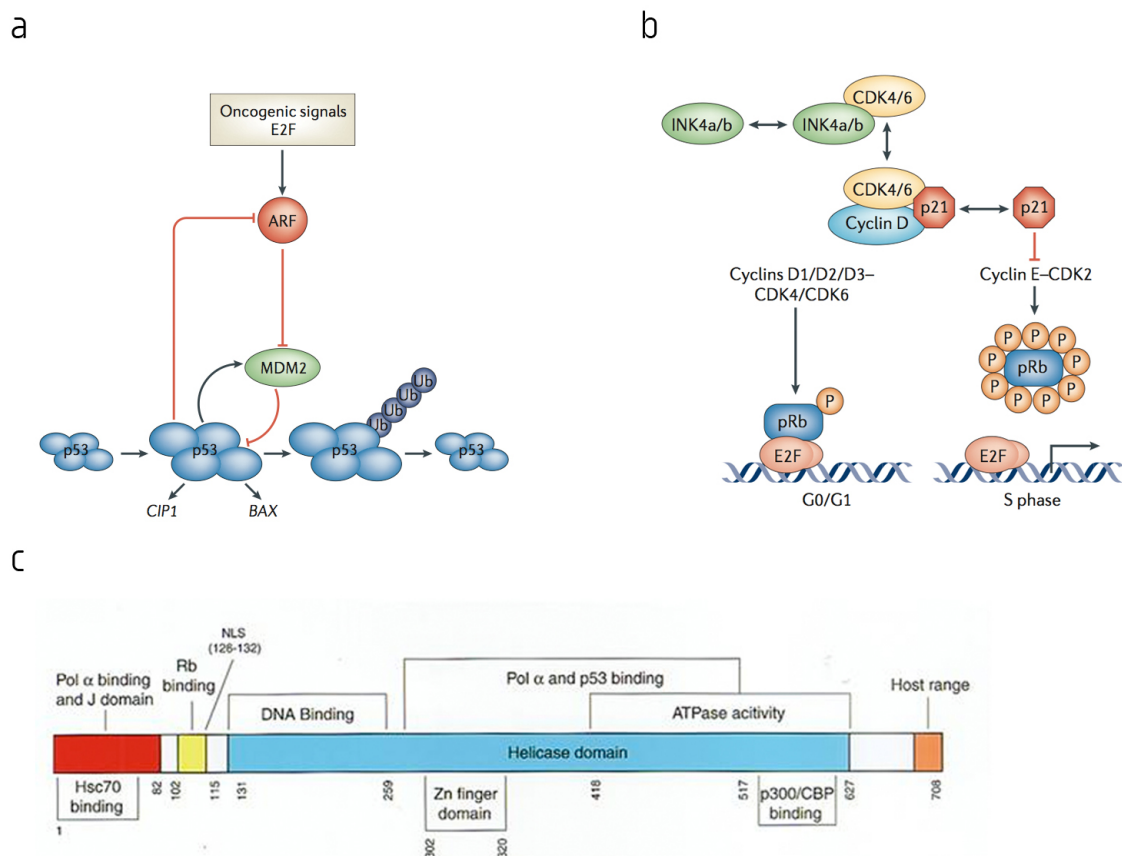 a
Oncogenic signals
E2F
ARF
MDM2
Ub
Ub
Ub
Ub
p53
p53
p53
p53
CIP1
BAX
b
CDK4/6
INK4a/b
INK4a/b
CDK4/6
p21
p21
Cyclin D
Cyclins D1/D2/D3–
CDK4/CDK6
Cyclin E–CDK2
P
P
P
P
P
P
P
P
P
pRb
P
pRb
E2F
E2F
G0/G1
S phase
c
NLS
(126-132)
Rb
binding
Pol α binding
and J domain
Pol α and p53 binding
Host range
DNA Binding
ATPase acitivity
Helicase domain
Hsc70
binding
1
82
102
115
131
259
Zn finger
domain
302
320
418
517
p300/CBP
binding
627
708